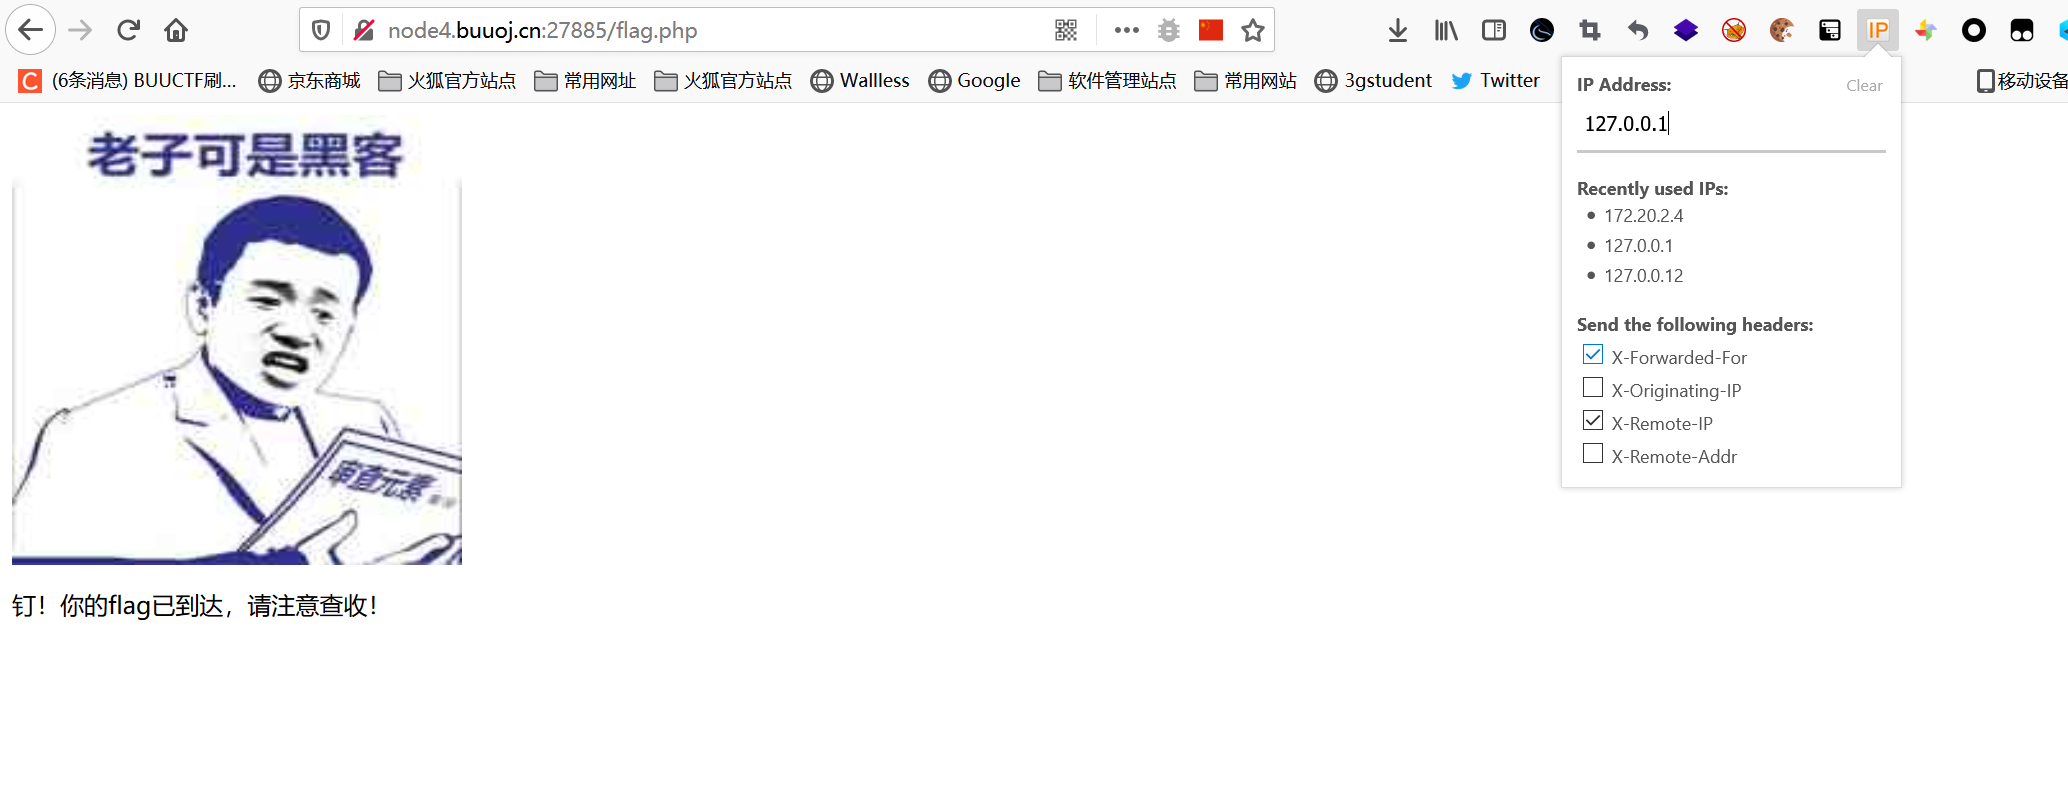 node4.buuoj.cn:27885/flag.php
IP
(6条消息) BUUCTF刷...
京东商城
火狐官方站点
常用网址
火狐官方站点
Wallless
Google
软件管理站点
常用网站
3gstudent
Twitter
移动设备
老子可是黑客
审查元素
钉！你的flag已到达，请注意查收！
IP Address:
Clear
127.0.0.1
Recently used IPs:
172.20.2.4
127.0.0.1
127.0.0.12
Send the following headers:
X-Forwarded-For
X-Originating-IP
X-Remote-IP
X-Remote-Addr